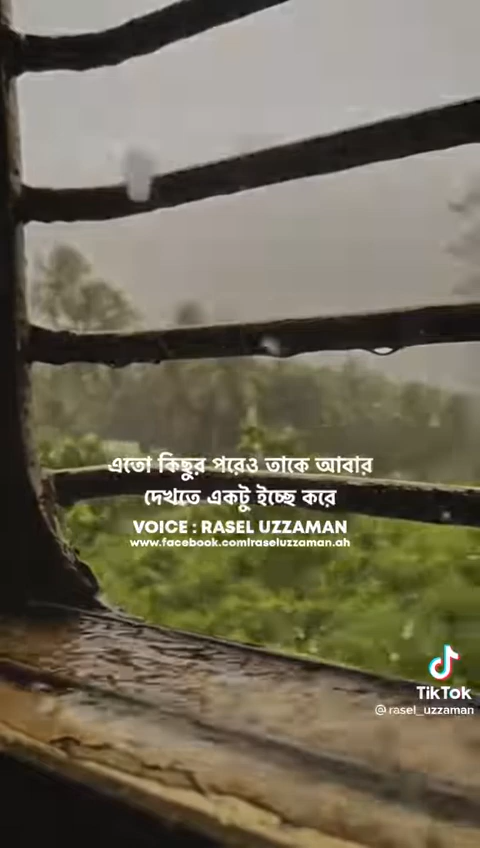 এতো কিছুর পরেও তাকে আবার
দেখতে একটু ইচ্ছে করে
VOICE : RASEL UZZAMAN
www.facebook.com/raseluzzaman.ah
TikTok
@rasel_uzzaman